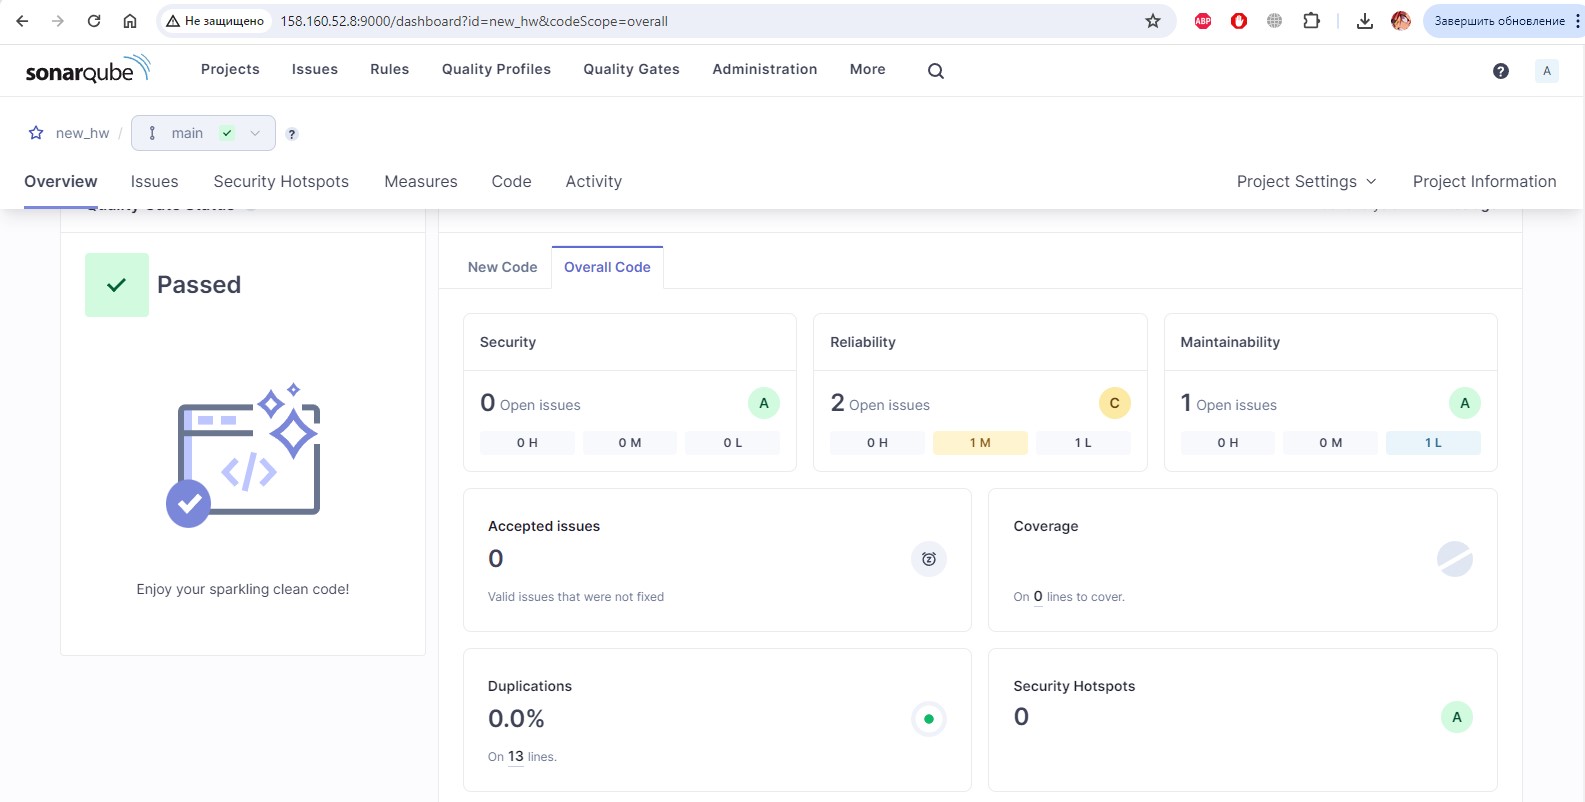 Не защищено 158.160.52.8:9000/dashboard?id=new_hw&codeScope=overall ABP Завершить обновление
sonarqube Projects Issues Rules Quality Profiles Quality Gates Administration More ? A
new_hw / main ?
Overview Issues Security Hotspots Measures Code Activity Project Settings Project Information
Quality Gate Status
Passed
Enjoy your sparkling clean code!
New Code Overall Code
Security Reliability Maintainability
0 Open issues A 2 Open issues C 1 Open issues A
0 H 0 M 0 L 0 H 1 M 1 L 0 H 0 M 1 L
Accepted issues Coverage
0
Valid issues that were not fixed On 0 lines to cover.
Duplications Security Hotspots
0.0% 0 A
On 13 lines.